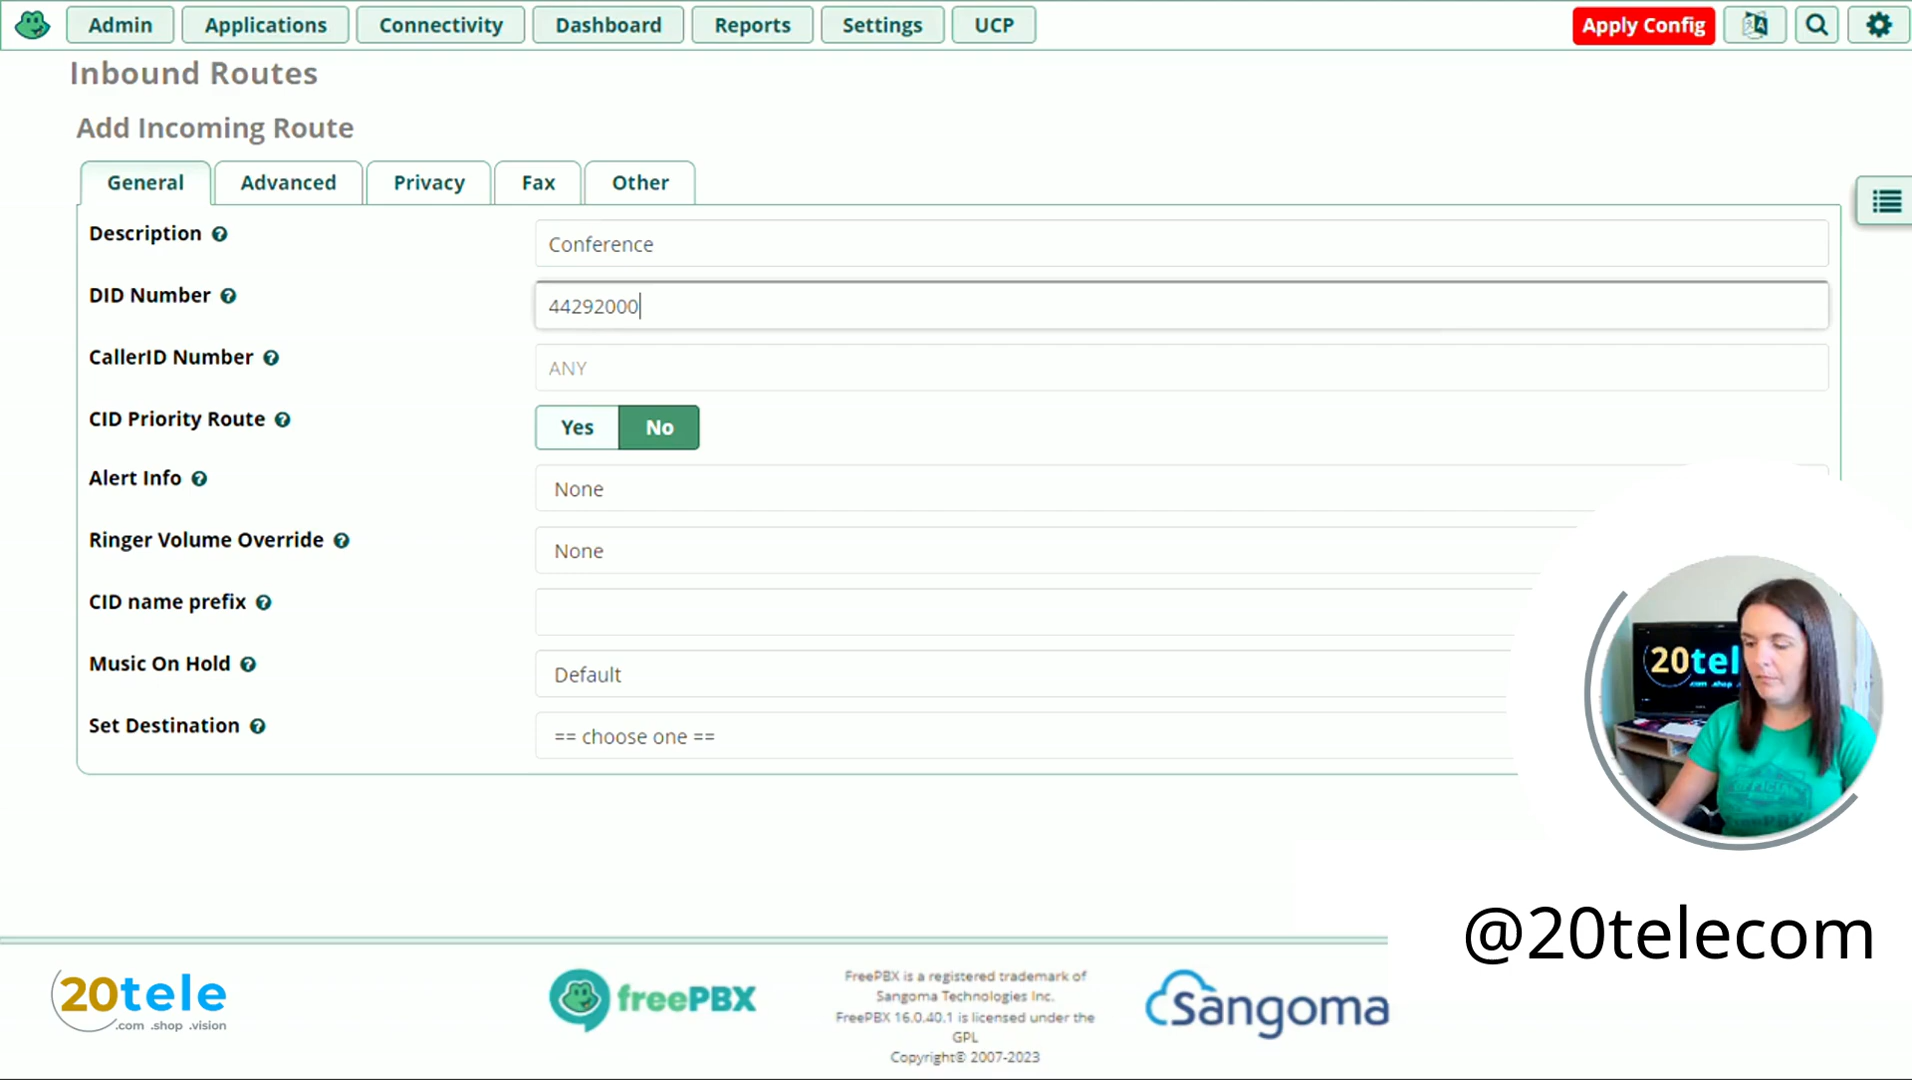 Admin
Applications
Connectivity
Dashboard
Reports
Settings
UCP
Apply Config
Inbound Routes
Add Incoming Route
General
Advanced
Privacy
Fax
Other
Description
Conference
DID Number
44292000
CallerID Number
ANY
CID Priority Route
Yes
No
Alert Info
None
Ringer Volume Override
None
CID name prefix
Music On Hold
Default
Set Destination
== choose one ==
20tel
.com .shop
@20telecom
20tele
.com .shop .vision
freePBX
FreePBX is a registered trademark of
Sangoma Technologies Inc.
FreePBX 16.0.40.1 is licensed under the
GPL
Copyright© 2007-2023
Sangoma